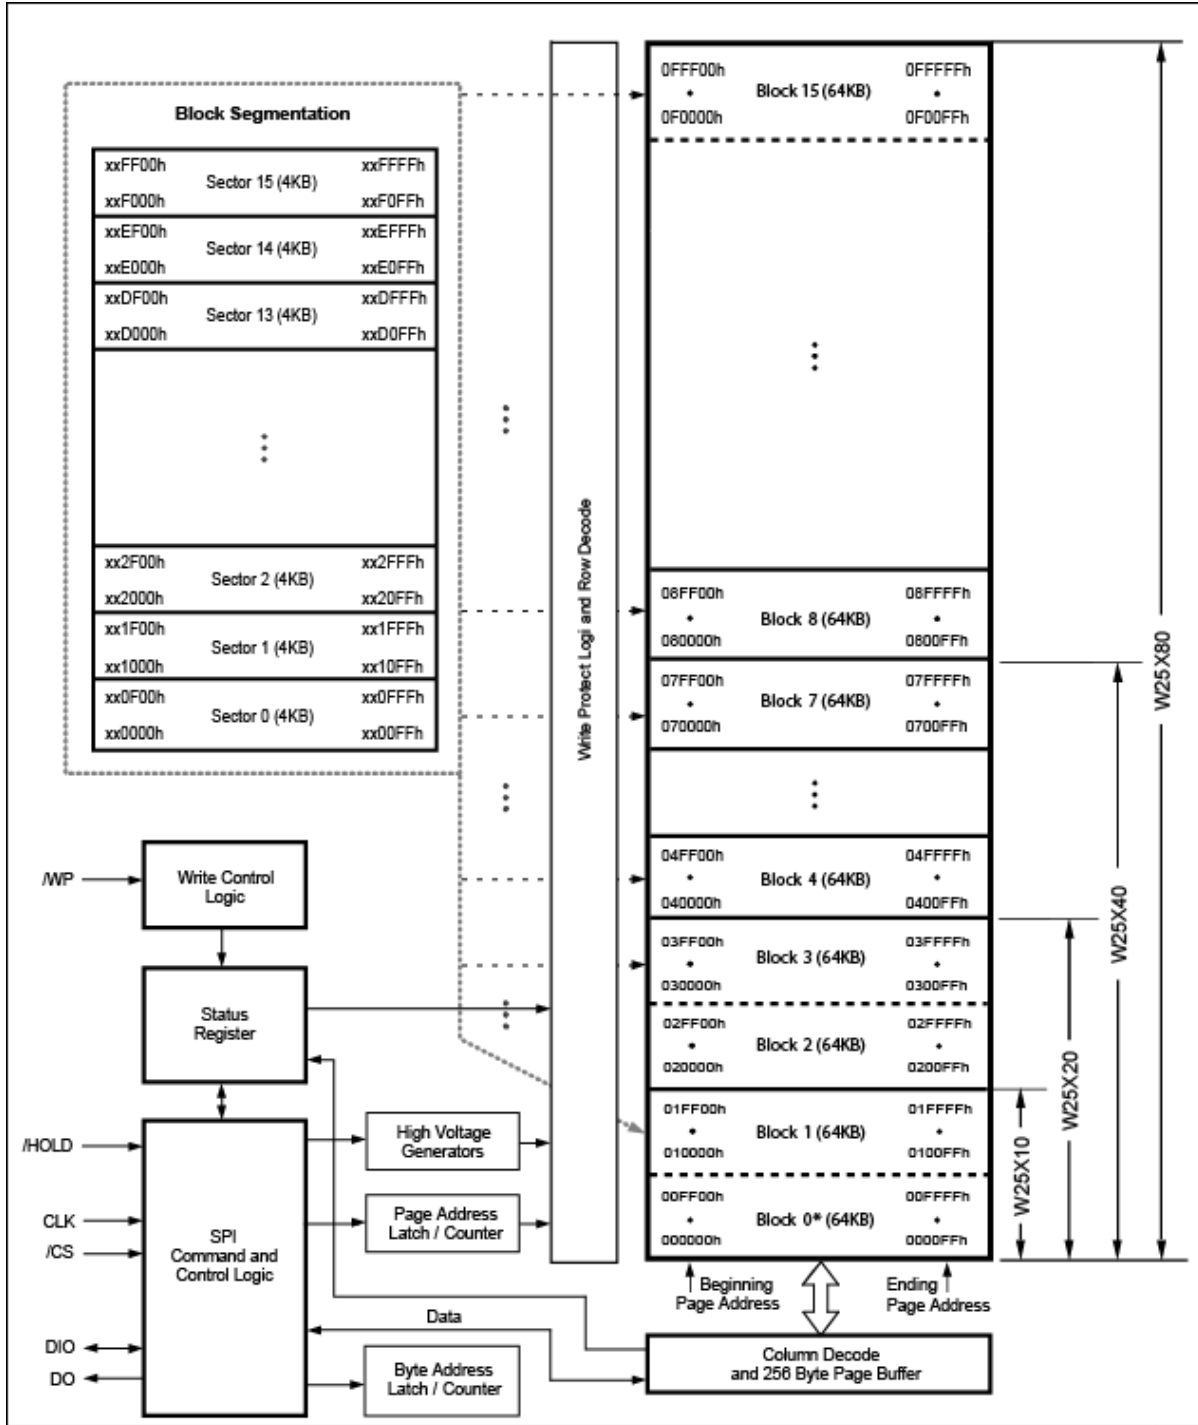 Block Segmentation
xxFF00h xxFFFFh
Sector 15 (4KB)
xxF000h xxF0FFh
xxEF00h xxEFFFh
Sector 14 (4KB)
xxE000h xxE0FFh
xxDF00h xxDFFFh
Sector 13 (4KB)
xxD000h xxD0FFh
xx2F00h xx2FFFh
Sector 2 (4KB)
xx2000h xx20FFh
xx1F00h xx1FFFh
Sector 1 (4KB)
xx1000h xx10FFh
xx0F00h xx0FFFh
Sector 0 (4KB)
xx0000h xx00FFh
Write Protect Logi and Row Decode
0FFF00h 0FFFFFh
Block 15 (64KB)
0F0000h 0F00FFh
08FF00h 08FFFFh
Block 8 (64KB)
080000h 0800FFh
07FF00h 07FFFFh
Block 7 (64KB)
070000h 0700FFh
04FF00h 04FFFFh
Block 4 (64KB)
040000h 0400FFh
03FF00h 03FFFFh
Block 3 (64KB)
030000h 0300FFh
02FF00h 02FFFFh
Block 2 (64KB)
020000h 0200FFh
01FF00h 01FFFFh
Block 1 (64KB)
010000h 0100FFh
00FF00h 00FFFFh
Block 0* (64KB)
000000h 0000FFh
W25X10
W25X20
W25X40
W25X80
Beginning
Page Address
Ending
Page Address
Column Decode
and 256 Byte Page Buffer
/WP
Write Control
Logic
Status
Register
/HOLD
CLK
/CS
DIO
DO
SPI
Command and
Control Logic
High Voltage
Generators
Page Address
Latch / Counter
Data
Byte Address
Latch / Counter